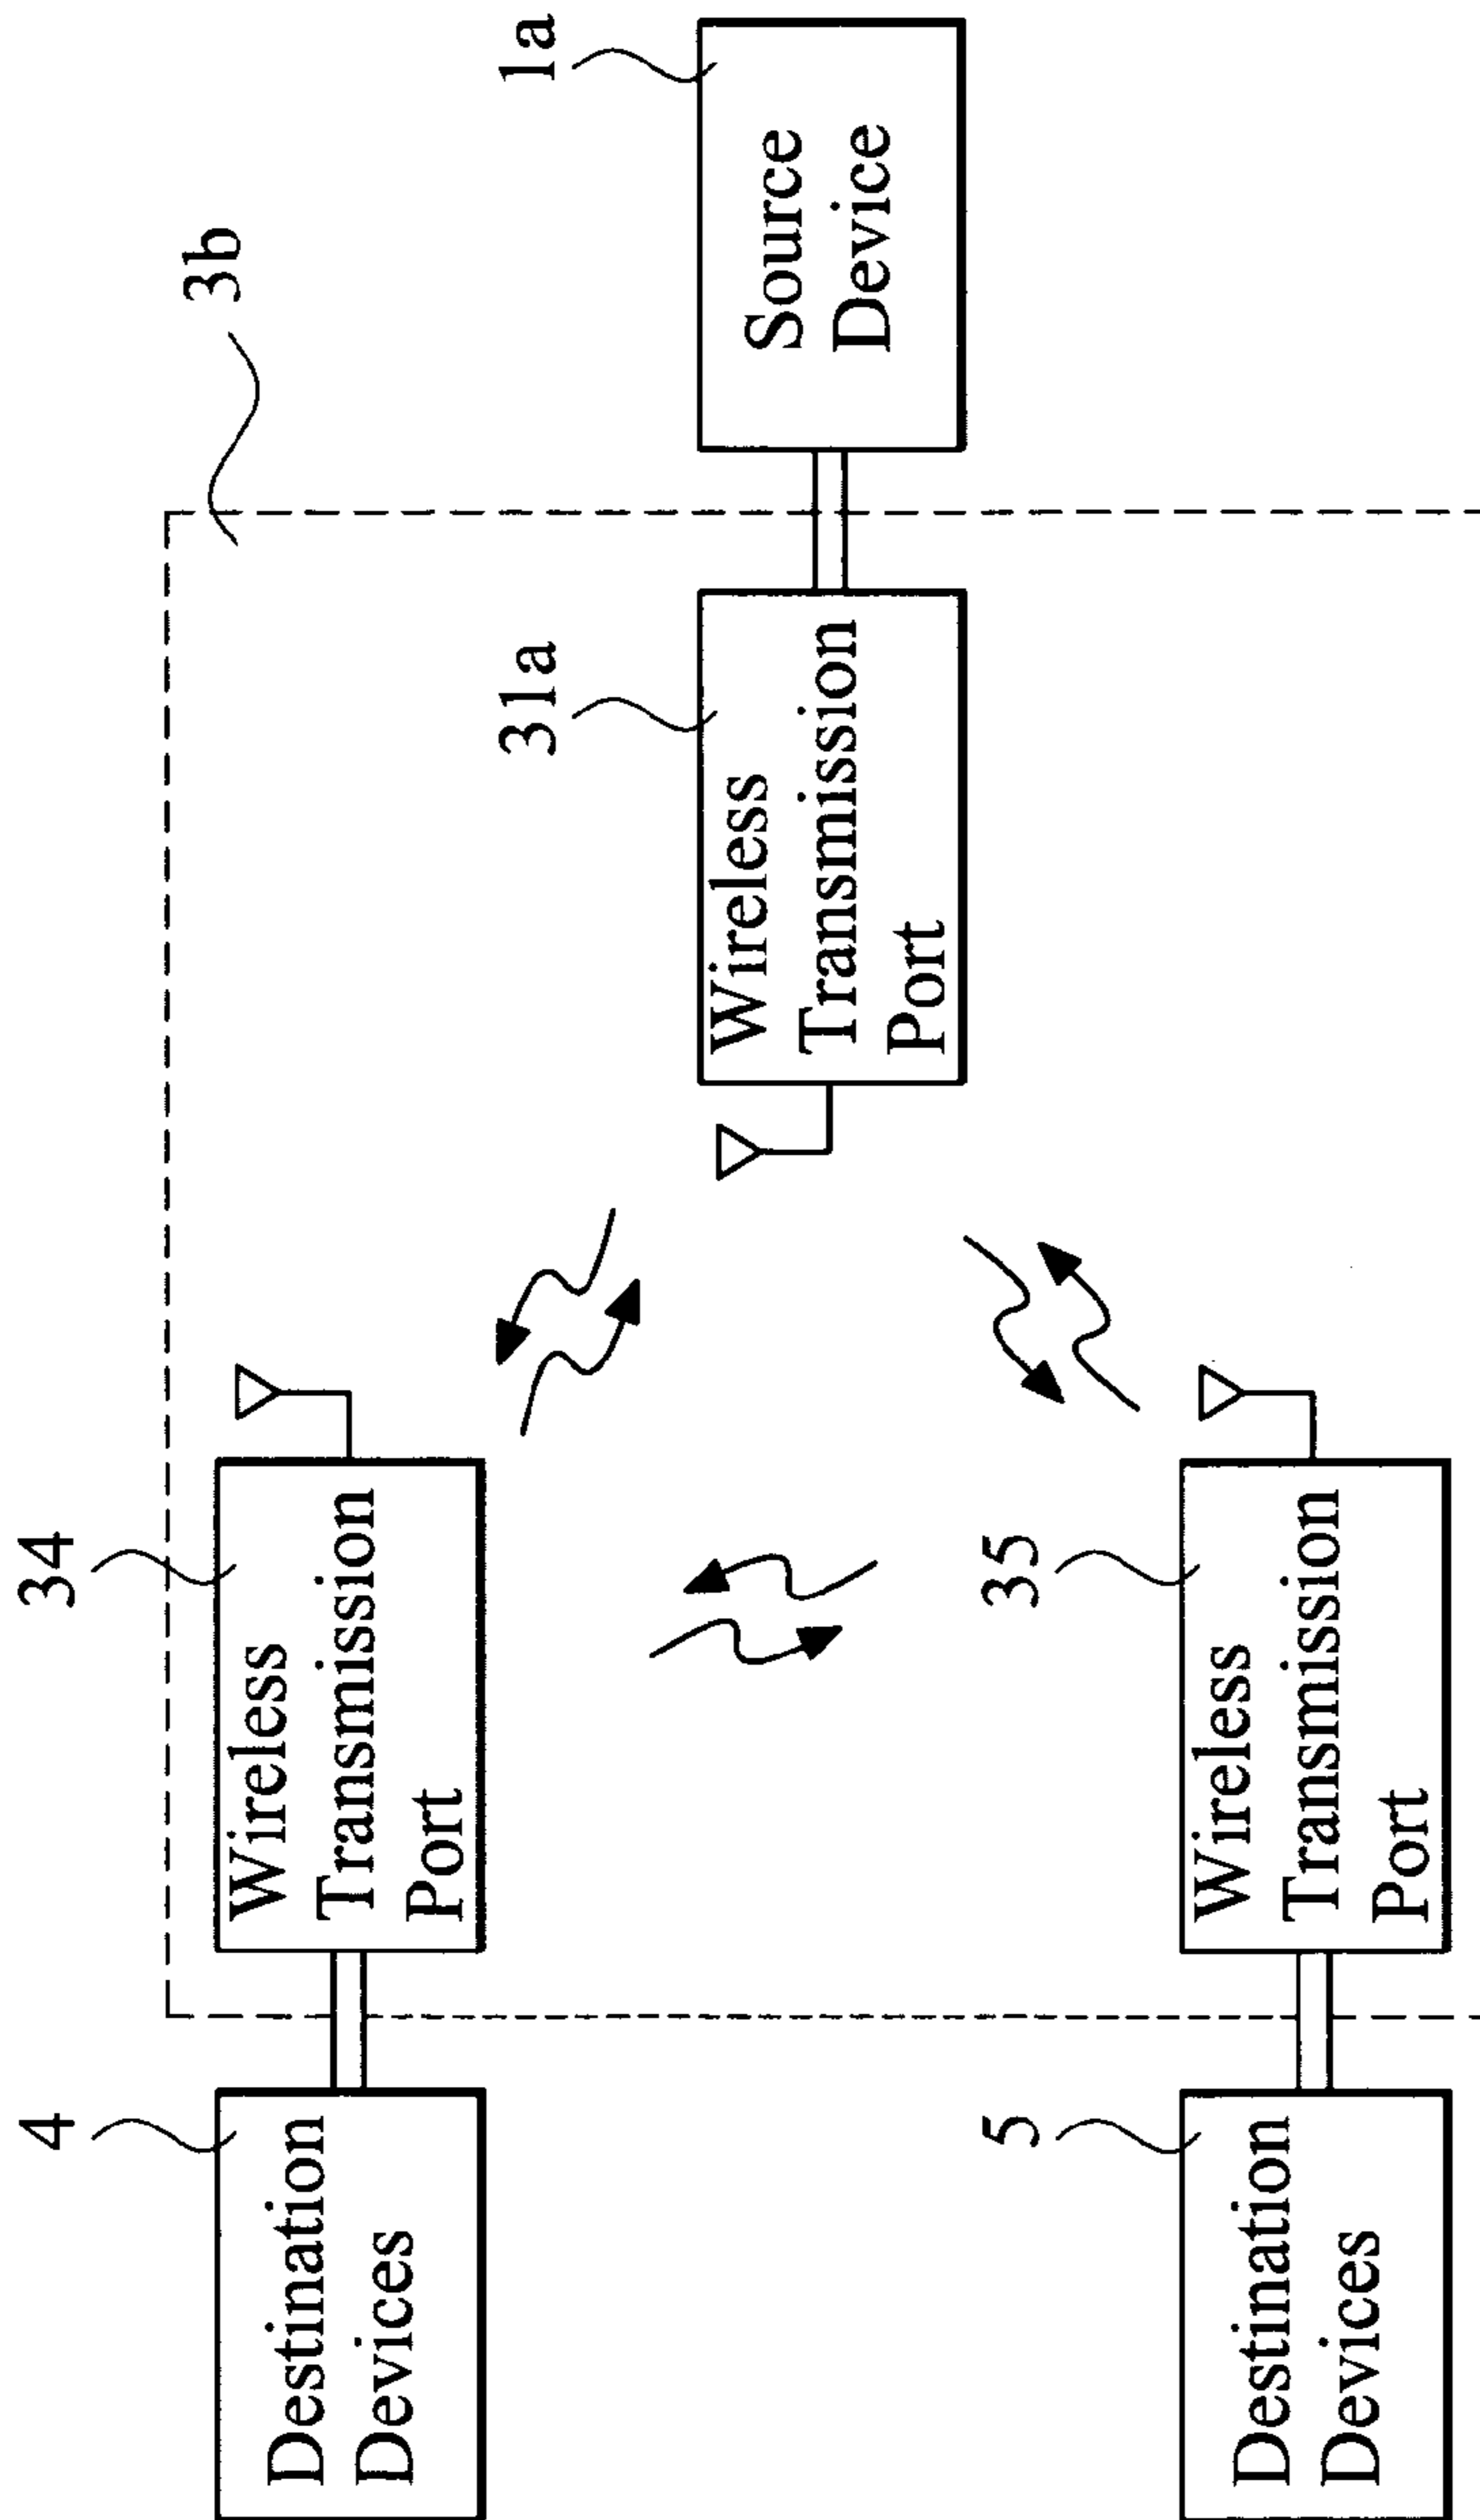 4
34
3b
Destination
Devices
Wireless
Transmission
Port
31a
1a
Wireless
Transmission
Port
Source
Device
5
35
Destination
Devices
Wireless
Transmission
Port